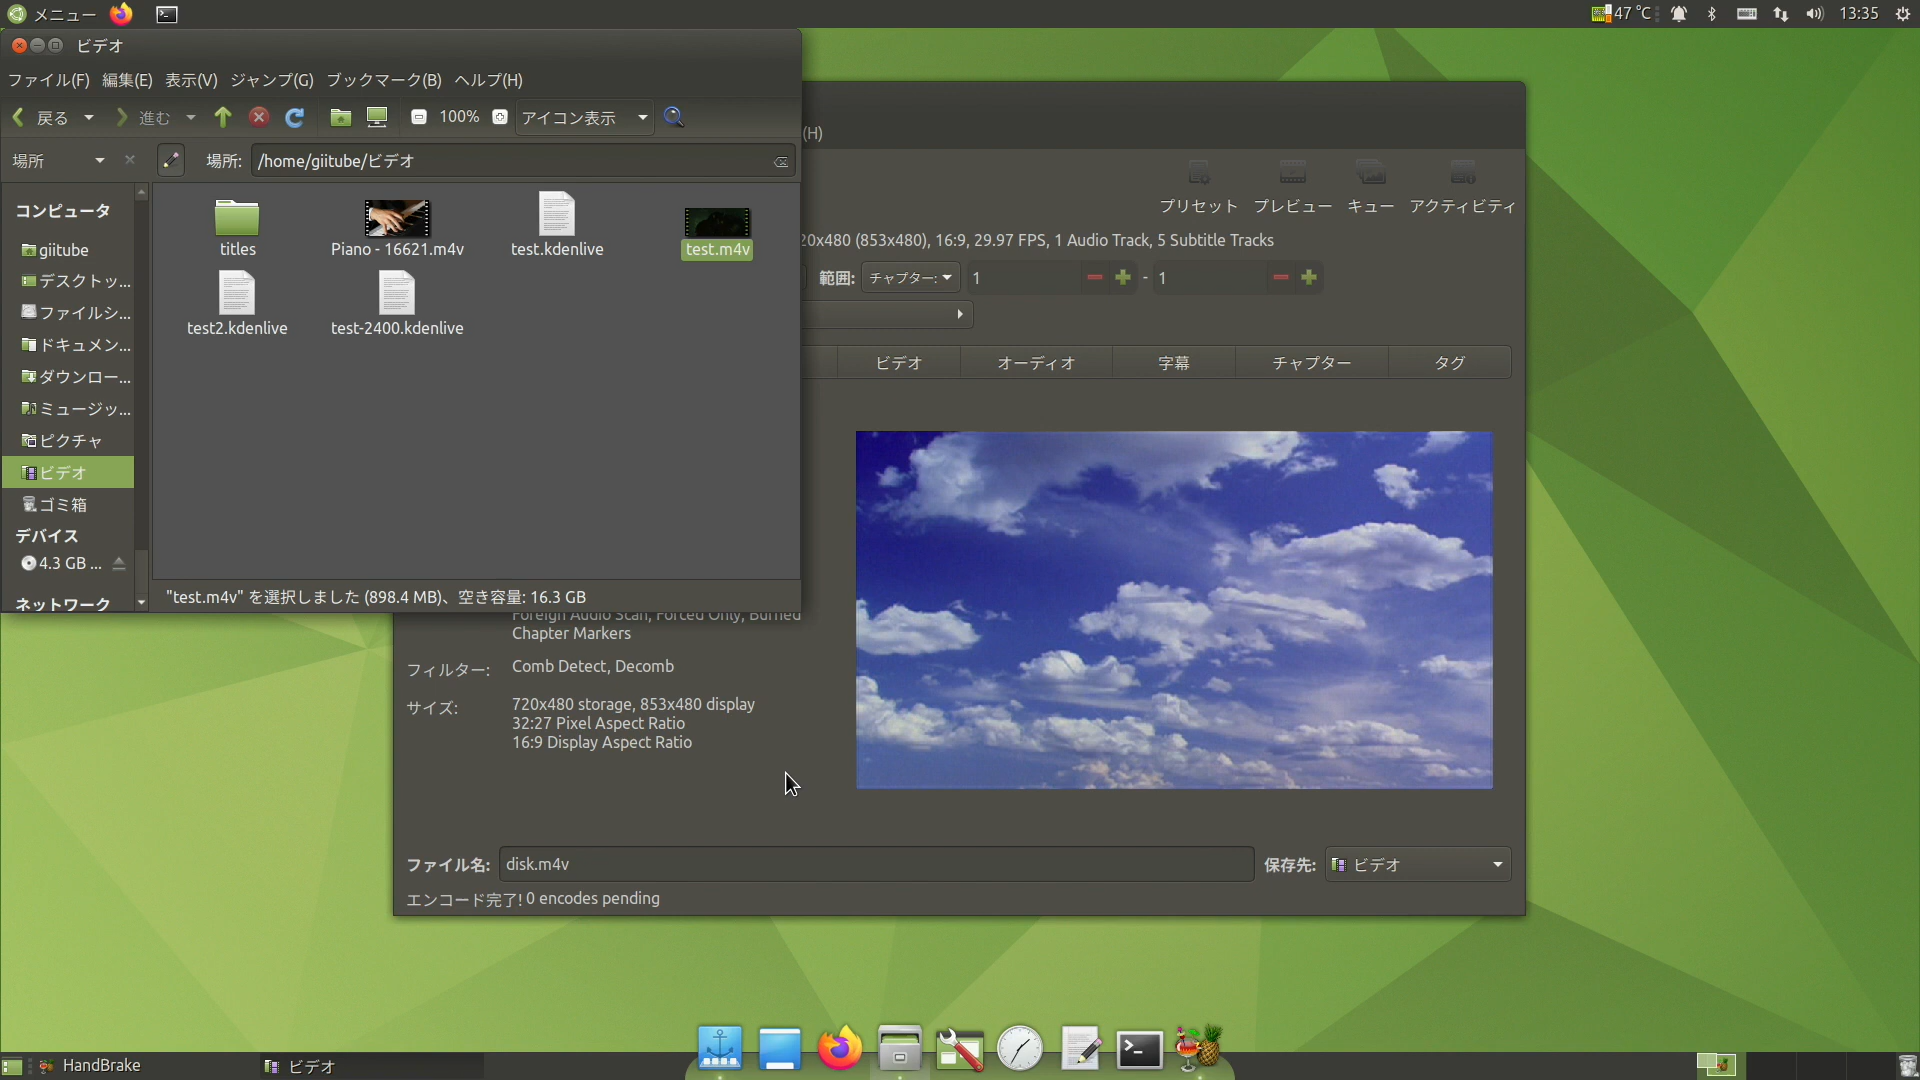 メニュー
47 °C
13:35
ビデオ
ファイル(F) 編集(E) 表示(V) ジャンプ(G) ブックマーク(B) ヘルプ(H)
戻る 進む 100% アイコン表示
場所 場所: /home/giitube/ビデオ
コンピュータ
giitube
デスクトッ...
ファイルシ...
ドキュメン...
ダウンロー...
ミュージッ...
ピクチャ
ビデオ
ゴミ箱
デバイス
4.3 GB ...
ネットワーク
titles
Piano - 16621.m4v
test.kdenlive
test.m4v
test2.kdenlive
test-2400.kdenlive
"test.m4v" を選択しました (898.4 MB)、空き容量: 16.3 GB
(H)
プリセット プレビュー キュー アクティビティ
20x480 (853x480), 16:9, 29.97 FPS, 1 Audio Track, 5 Subtitle Tracks
範囲: チャプター: 1 - 1
ビデオ オーディオ 字幕 チャプター タグ
Foreign Audio Scan, Forced Only, Burned
Chapter Markers
フィルター: Comb Detect, Decomb
サイズ: 720x480 storage, 853x480 display
32:27 Pixel Aspect Ratio
16:9 Display Aspect Ratio
ファイル名: disk.m4v 保存先: ビデオ
エンコード完了! 0 encodes pending
HandBrake
ビデオ